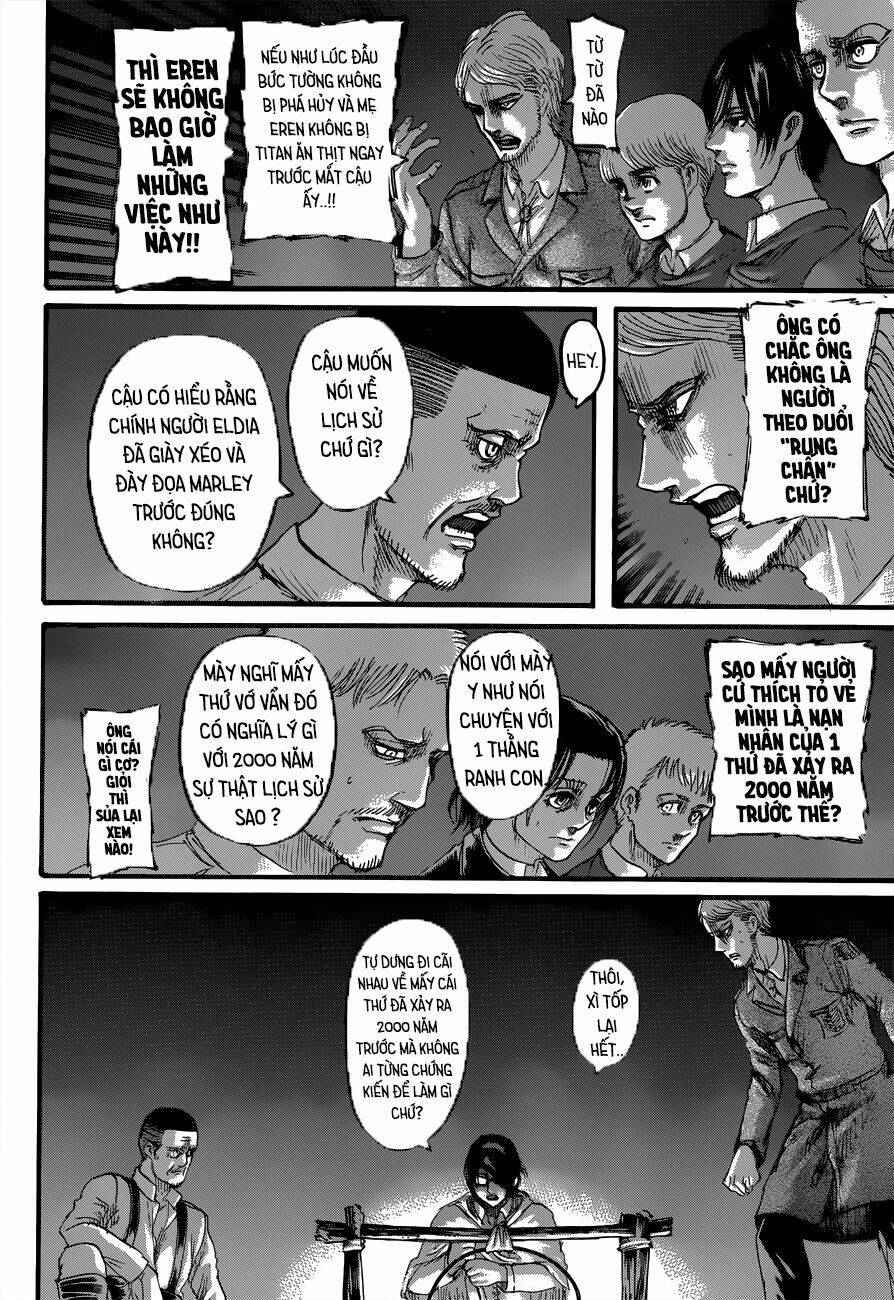 TỪ
TỪ ĐÃ
NÀO
NẾU NHƯ LÚC ĐẦU
BỨC TƯỜNG KHÔNG
BỊ PHÁ HỦY VÀ MẸ
EREN KHÔNG BỊ
TITAN ĂN THỊT NGAY
TRƯỚC MẮT CẬU
ẤY..!!
THÌ EREN
SẼ KHÔNG
BAO GIỜ
LÀM
NHỮNG
VIỆC NHƯ
NÀY!!
ÔNG CÓ
CHẮC ÔNG
KHÔNG LÀ
NGƯỜI
THEO DUỔI
"RUNG
CHẤN"
CHỨ?
HEY.
CẬU MUỐN
NÓI VỀ
LỊCH SỬ
CHỨ GÌ?
CẬU CÓ HIỂU RẰNG
CHÍNH NGƯỜI ELDIA
ĐÃ GIÀY XÉO VÀ
ĐÀY ĐỌA MARLEY
TRƯỚC ĐÚNG
KHÔNG?
SAO MẤY NGƯỜI
CỨ THÍCH TỎ VẺ
MÌNH LÀ NẠN
NHÂN CỦA 1
THỨ ĐÃ XẢY RA
2000 NĂM
TRƯỚC THẾ?
NÓI VỚI MÀY
Y NHƯ NÓI
CHUYỆN VỚI
1 THẰNG
RANH CON.
MÀY NGHĨ MẤY
THỨ VỚ VẨN ĐÓ
CÓ NGHĨA LÝ GÌ
VỚI 2000 NĂM
SỰ THẬT LỊCH SỬ
SAO ?
ÔNG
NÓI CÁI
GÌ CƠ?
GIỎI
THÌ
SỦA LẠI
XEM
NÀO!
THÔI,
XÌ TỐP
LẠI
HẾT..
TỰ DƯNG ĐI CÃI
NHAU VỀ MẤY CÁI
THỨ ĐÃ XẢY RA
2000 NĂM
TRƯỚC MÀ KHÔNG
AI TỪNG CHỨNG
KIẾN ĐỂ LÀM GÌ
CHỨ?